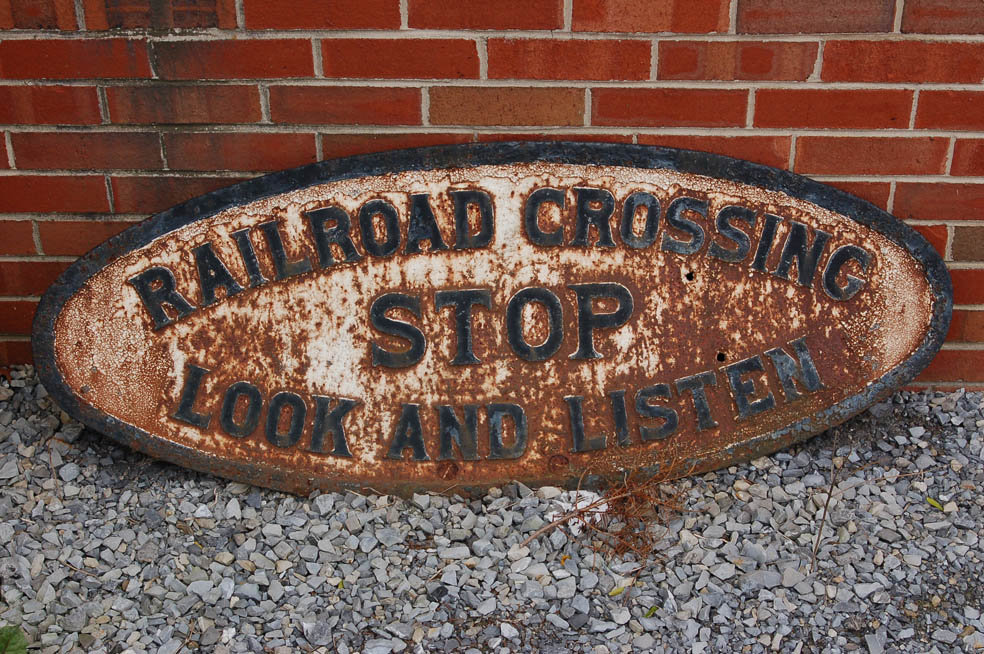 RAILROAD CROSSING
STOP
LOOK AND LISTEN